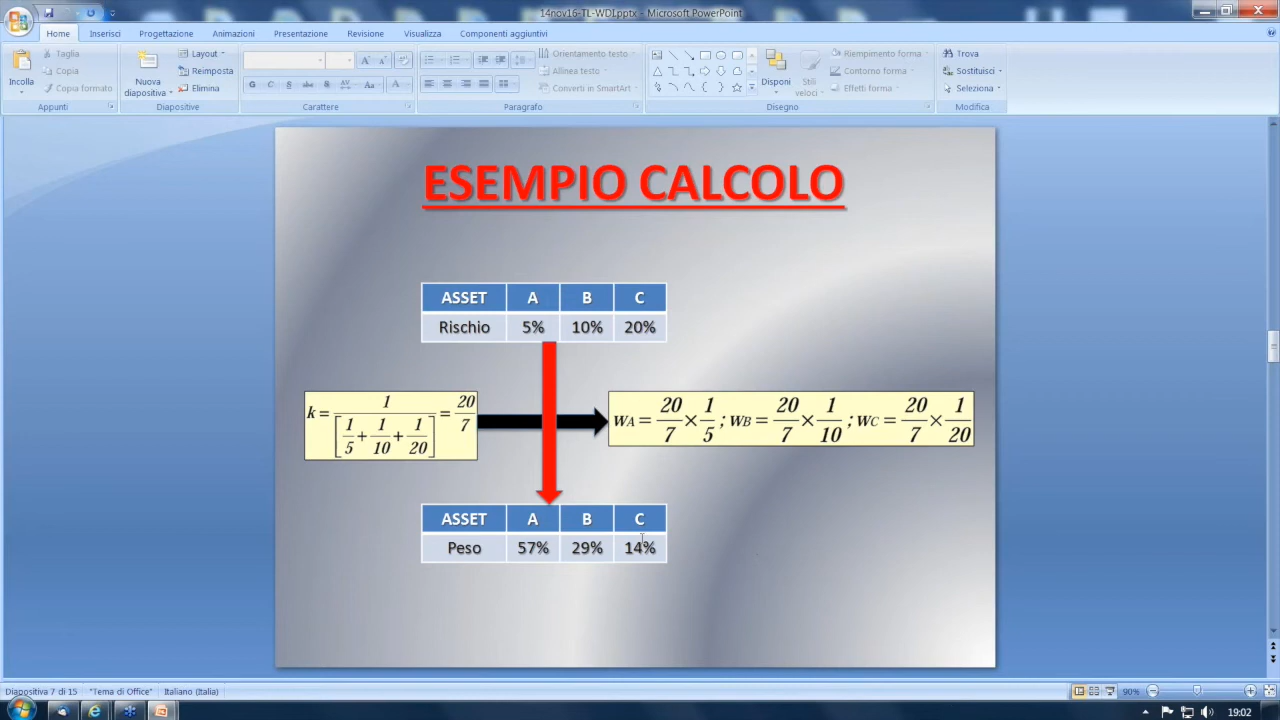 14nov16-TL-WDI.pptx - Microsoft PowerPoint
Home Inserisci Progettazione Animazioni Presentazione Revisione Visualizza Componenti aggiuntivi
Incolla
Taglia
Copia
Copia formato
Appunti
Nuova
diapositiva
Layout
Reimposta
Elimina
Diapositive
G C S abc S AV Aa A
Carattere
Orientamento testo
Allinea testo
Converti in SmartArt
Paragrafo
Disponi
Stili
veloci
Riempimento forma
Contorno forma
Effetti forma
Disegno
Trova
Sostituisci
Seleziona
Modifica
ESEMPIO CALCOLO
ASSET A B C
Rischio 5% 10% 20%
k = 1 / [1/5 + 1/10 + 1/20] = 20/7
wA = 20/7 × 1/5 ; wB = 20/7 × 1/10 ; wC = 20/7 × 1/20
ASSET A B C
Peso 57% 29% 14%
Diapositiva 7 di 15 "Tema di Office" Italiano (Italia) 90%
19:02